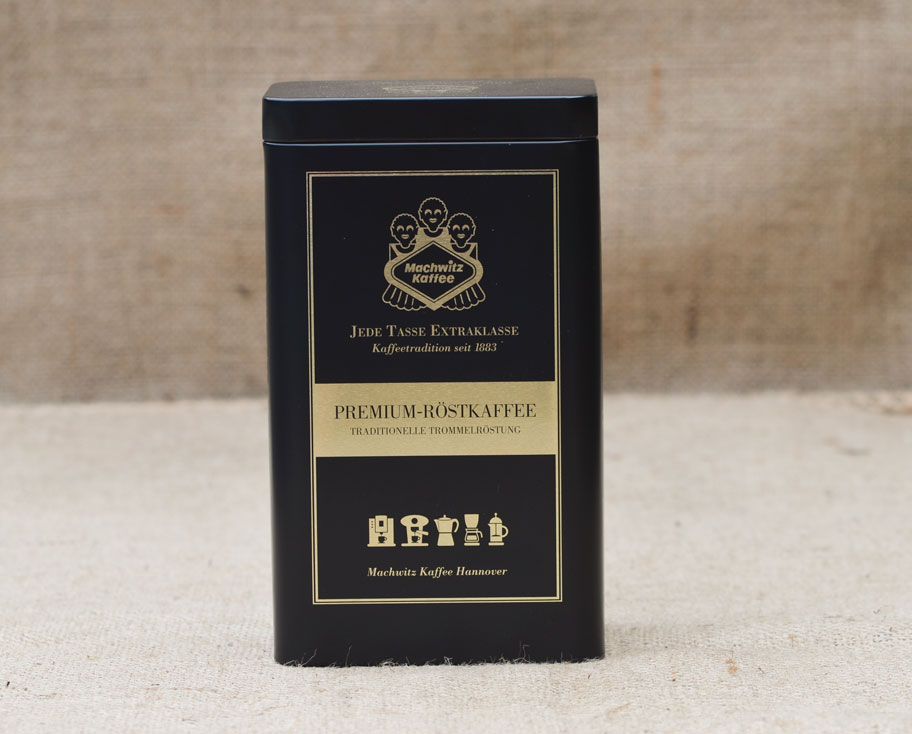 Machwitz
Kaffee
JEDE TASSE EXTRAKLASSE
Kaffeetradition seit 1883
PREMIUM-RÖSTKAFFEE
TRADITIONELLE TROMMELRÖSTUNG
Machwitz Kaffee Hannover